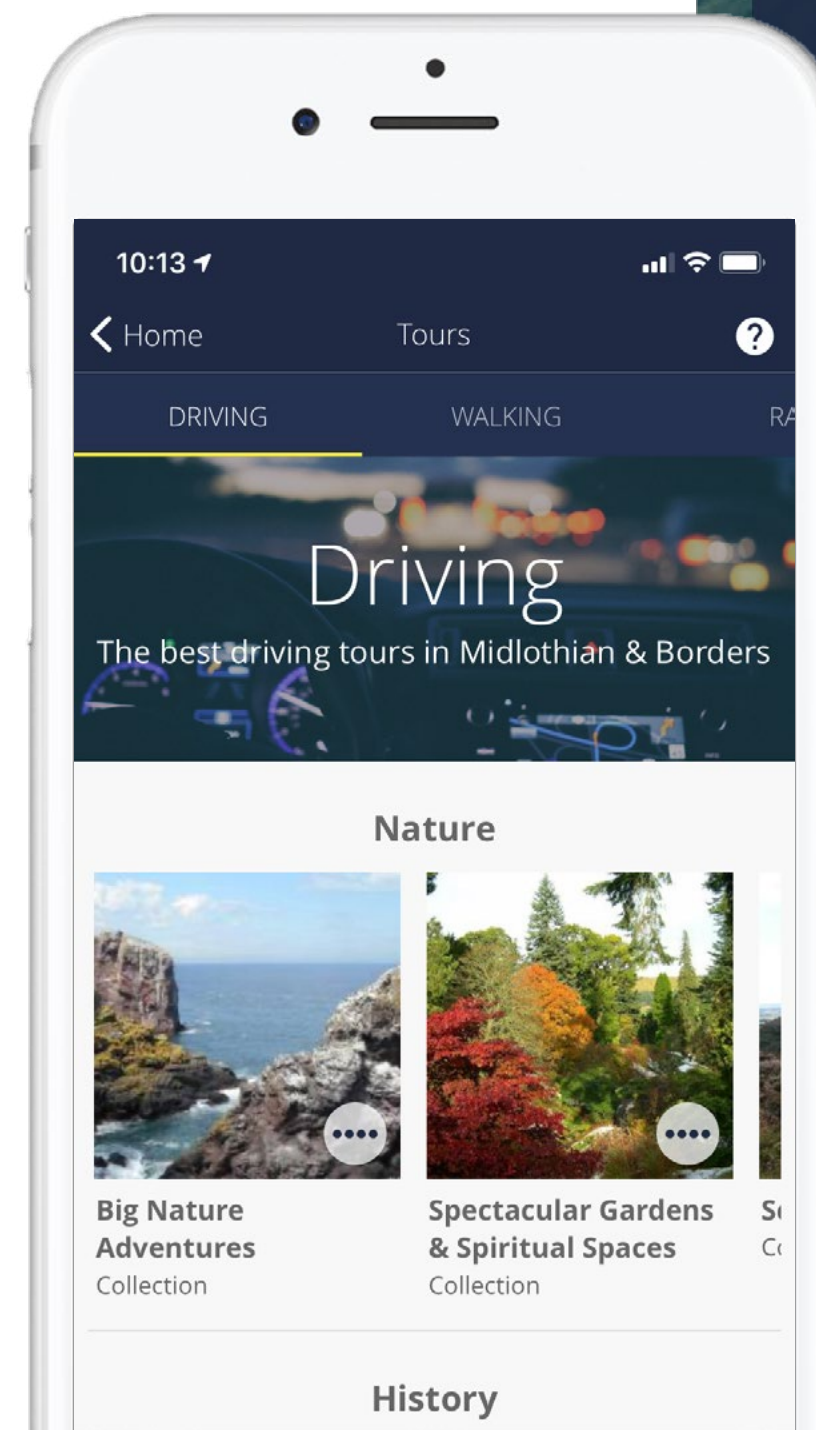 10:13
Home Tours ?
DRIVING WALKING RA
Driving
The best driving tours in Midlothian & Borders
Nature
Big Nature Adventures
Collection
Spectacular Gardens & Spiritual Spaces
Collection
History